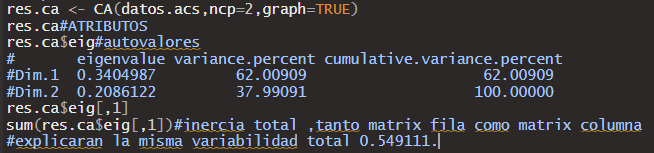 res.ca <- CA(datos.acs,ncp=2,graph=TRUE)
res.ca#ATRIBUTOS
res.ca$eig#autovalores
#      eigenvalue variance.percent cumulative.variance.percent
#Dim.1  0.3404987         62.00909                    62.00909
#Dim.2  0.2086122         37.99091                   100.00000
res.ca$eig[,1]
sum(res.ca$eig[,1])#inercia total ,tanto matrix fila como matrix columna
#explicaran la misma variabilidad total 0.549111.